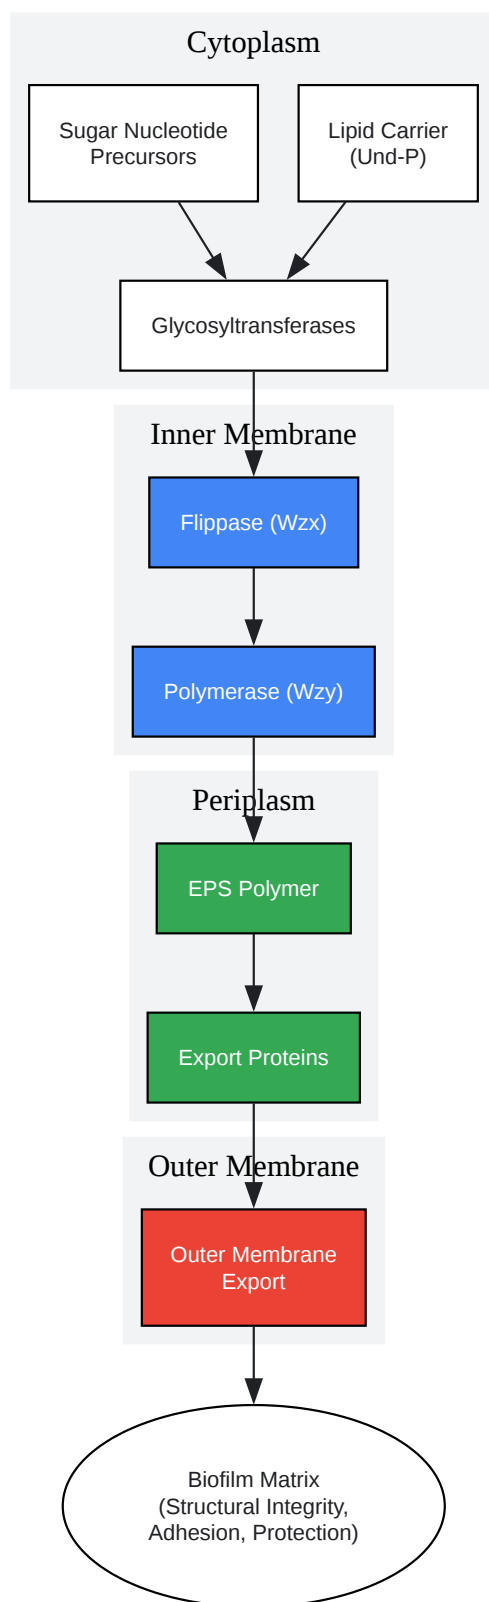 Cytoplasm
Sugar Nucleotide
Precursors
Lipid Carrier
(Und-P)
Glycosyltransferases
Inner Membrane
Flippase (Wzx)
Polymerase (Wzy)
Periplasm
EPS Polymer
Export Proteins
Outer Membrane
Outer Membrane
Export
Biofilm Matrix
(Structural Integrity,
Adhesion, Protection)